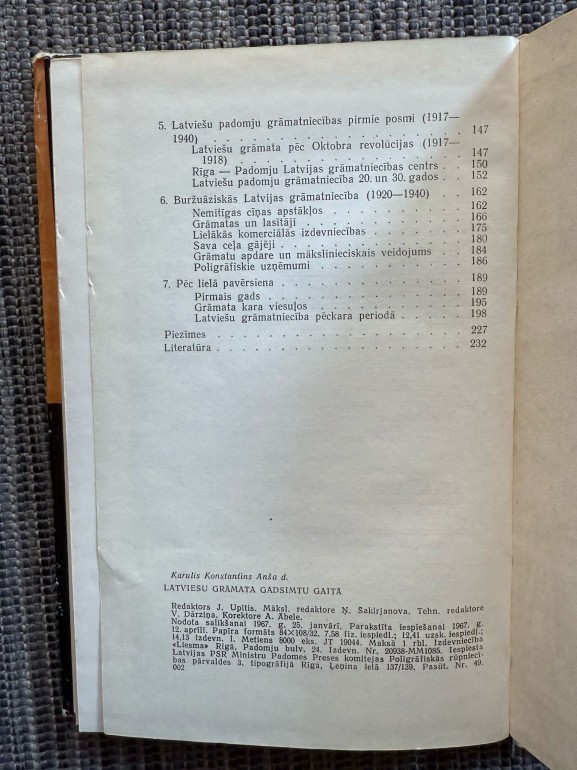 5. Latviešu padomju grāmatniecības pirmie posmi (1917—
1940) . . . . . . . . . . . . . . . 147
Latviešu grāmata pēc Oktobra revolūcijas (1917—
1918) . . . . . . . . . . . . . . 147
Rīga — Padomju Latvijas grāmatniecības centrs . 150
Latviešu padomju grāmatniecība 20. un 30. gados . 152
6. Buržuāziskās Latvijas grāmatniecība (1920—1940) 162
Nemitīgas cīņas apstākļos . . . . . . . 162
Grāmatas un lasītāji . . . . . . . . 166
Lielākās komerciālās izdevniecības . . . . . 175
Sava ceļa gājēji . . . . . . . . . 180
Grāmatu apdare un mākslinieciskais veidojums . . 184
Poligrāfiskie uzņēmumi . . . . . . . . 186
7. Pēc lielā pavērsiena . . . . . . . . . 189
Pirmais gads . . . . . . . . . . 189
Grāmata kara viesuļos . . . . . . . . 195
Latviešu grāmatniecība pēckara periodā . . . . 198
Piezīmes . . . . . . . . . . . . . 227
Literatūra . . . . . . . . . . . . . 232
Karulis Konstantīns Anša d.
LATVIEŠU GRĀMATA GADSIMTU GAITĀ
Redaktors J. Upītis. Māksl. redaktore Ņ. Šakirjanova. Tehn. redaktore
V. Dārziņa. Korektore A. Ābele.
Nodota salikšanai 1967. g. 25. janvārī. Parakstīta iespiešanai 1967. g.
12. aprīlī. Papīra formāts 84×108/32. 7,58 fiz. iespiedl.; 12,41 uzsk. iespiedl.;
14,13 izdevn. l. Metiens 8000 eks. JT 19044. Maksā 1 rbl. Izdevniecība
«Liesma» Rīgā, Padomju bulv. 24. Izdevn. Nr. 20938-MM1085. Iespiesta
Latvijas PSR Ministru Padomes Preses komitejas Poligrāfiskās rūpniecī-
bas pārvaldes 3. tipogrāfijā Rīgā, Ļeņina ielā 137/139. Pasūt. Nr. 49.
002